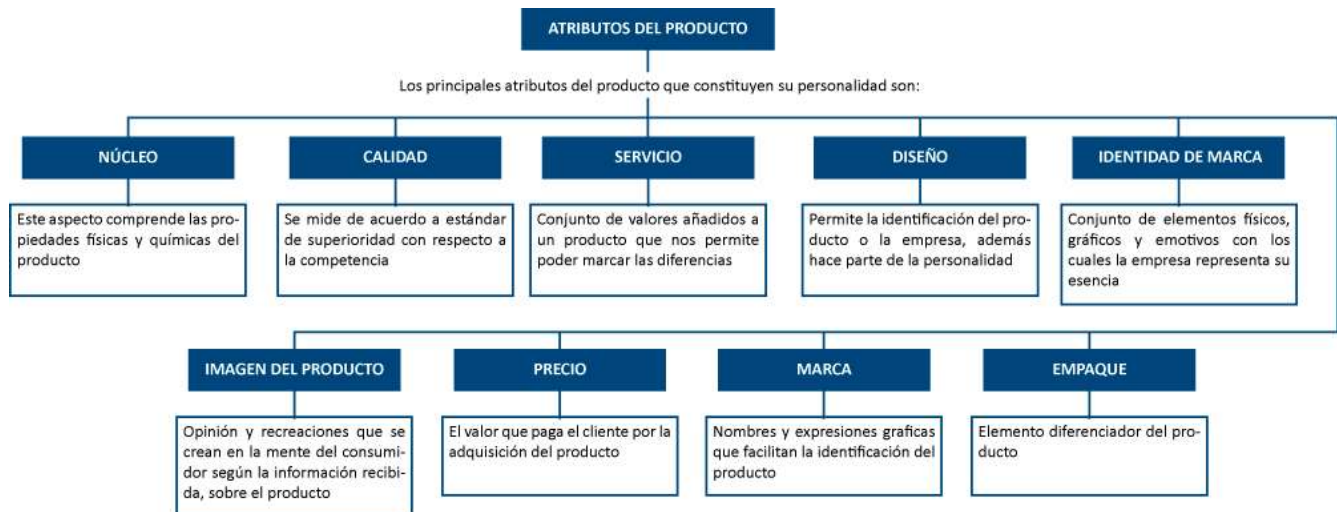 ATRIBUTOS DEL PRODUCTO
Los principales atributos del producto que constituyen su personalidad son:
NÚCLEO
Este aspecto comprende las pro-
piedades físicas y químicas del
producto
CALIDAD
Se mide de acuerdo a estándar
de superioridad con respecto a
la competencia
SERVICIO
Conjunto de valores añadidos a
un producto que nos permite
poder marcar las diferencias
DISEÑO
Permite la identificación del pro-
ducto o la empresa, además
hace parte de la personalidad
IDENTIDAD DE MARCA
Conjunto de elementos físicos,
gráficos y emotivos con los
cuales la empresa representa su
esencia
IMAGEN DEL PRODUCTO
Opinión y recreaciones que se
crean en la mente del consumi-
dor según la información recibi-
da, sobre el producto
PRECIO
El valor que paga el cliente por la
adquisición del producto
MARCA
Nombres y expresiones graficas
que facilitan la identificación del
producto
EMPAQUE
Elemento diferenciador del pro-
ducto